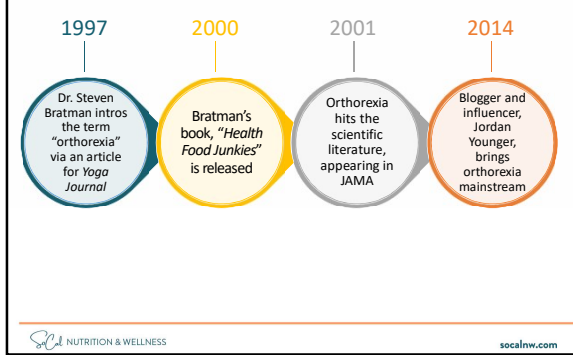 1997
2000
2001
2014
Dr. Steven
Bratman intros
the term
“orthorexia”
via an article
for Yoga
Journal
Bratman’s
book, “Health
Food Junkies”
is released
Orthorexia
hits the
scientific
literature,
appearing in
JAMA
Blogger and
influencer,
Jordan
Younger,
brings
orthorexia
mainstream
SoCal NUTRITION & WELLNESS
socalnw.com